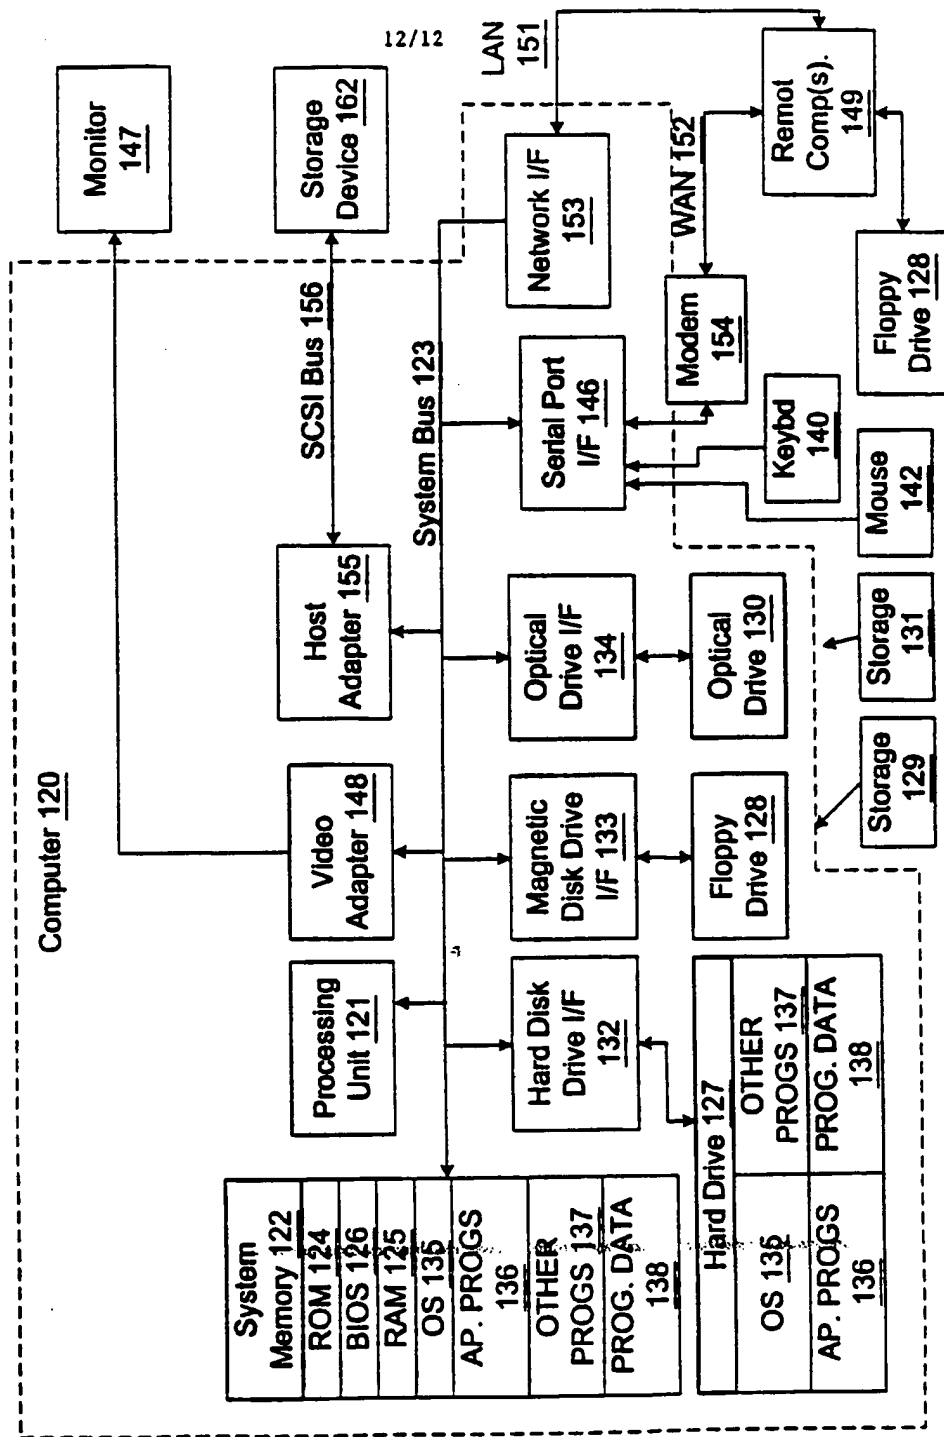 12/12
Computer 120
Monitor
147
Storage
Device 162
SCSI Bus 156
System Bus 123
LAN
151
Processing
Unit 121
Video
Adapter 148
Host
Adapter 155
System
Memory 122
ROM 124
BIOS 126
RAM 125
OS 135
AP. PROGS
136
OTHER
PROGS 137
PROG. DATA
138
Hard Disk
Drive I/F
132
Magnetic
Disk Drive
I/F 133
Optical
Drive I/F
134
Serial Port
I/F 146
Network I/F
153
Hard Drive 127
OS 135
OTHER
PROGS 137
AP. PROGS
136
PROG. DATA
138
Floppy
Drive 128
Optical
Drive 130
Modem
154
WAN 152
Remot
Comp(s).
149
Storage
129
Storage
131
Mouse
142
Keybd
140
Floppy
Drive 128